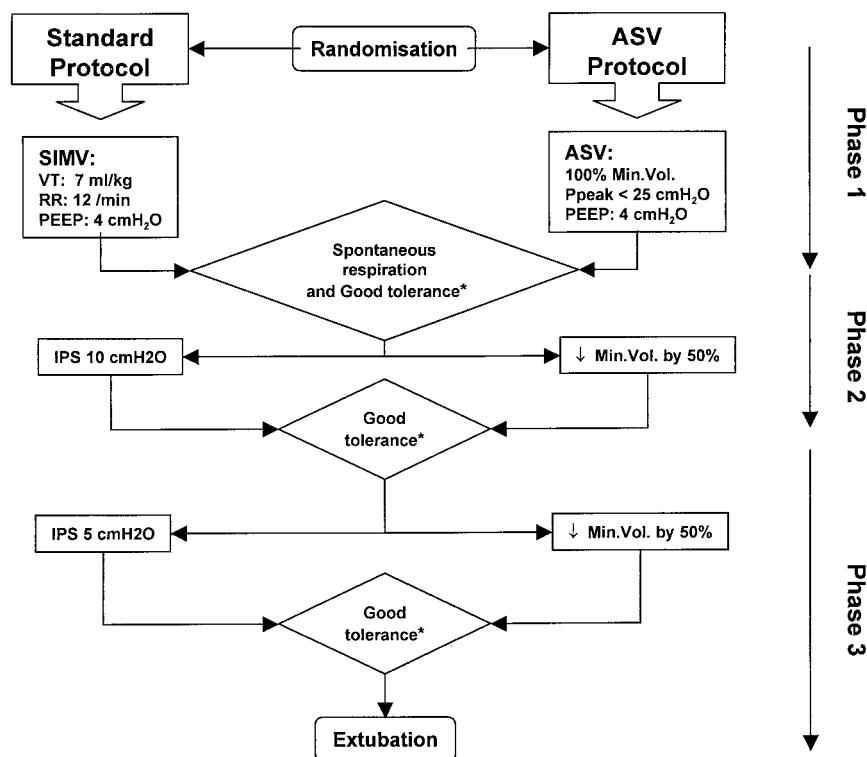 Standard
Protocol
Randomisation
ASV
Protocol
SIMV:
VT: 7 ml/kg
RR: 12 /min
PEEP: 4 cmH₂O
ASV:
100% Min.Vol.
Ppeak < 25 cmH₂O
PEEP: 4 cmH₂O
Phase 1
Spontaneous
respiration
and Good tolerance*
IPS 10 cmH2O
↓ Min.Vol. by 50%
Phase 2
Good
tolerance*
IPS 5 cmH2O
↓ Min.Vol. by 50%
Good
tolerance*
Phase 3
Extubation